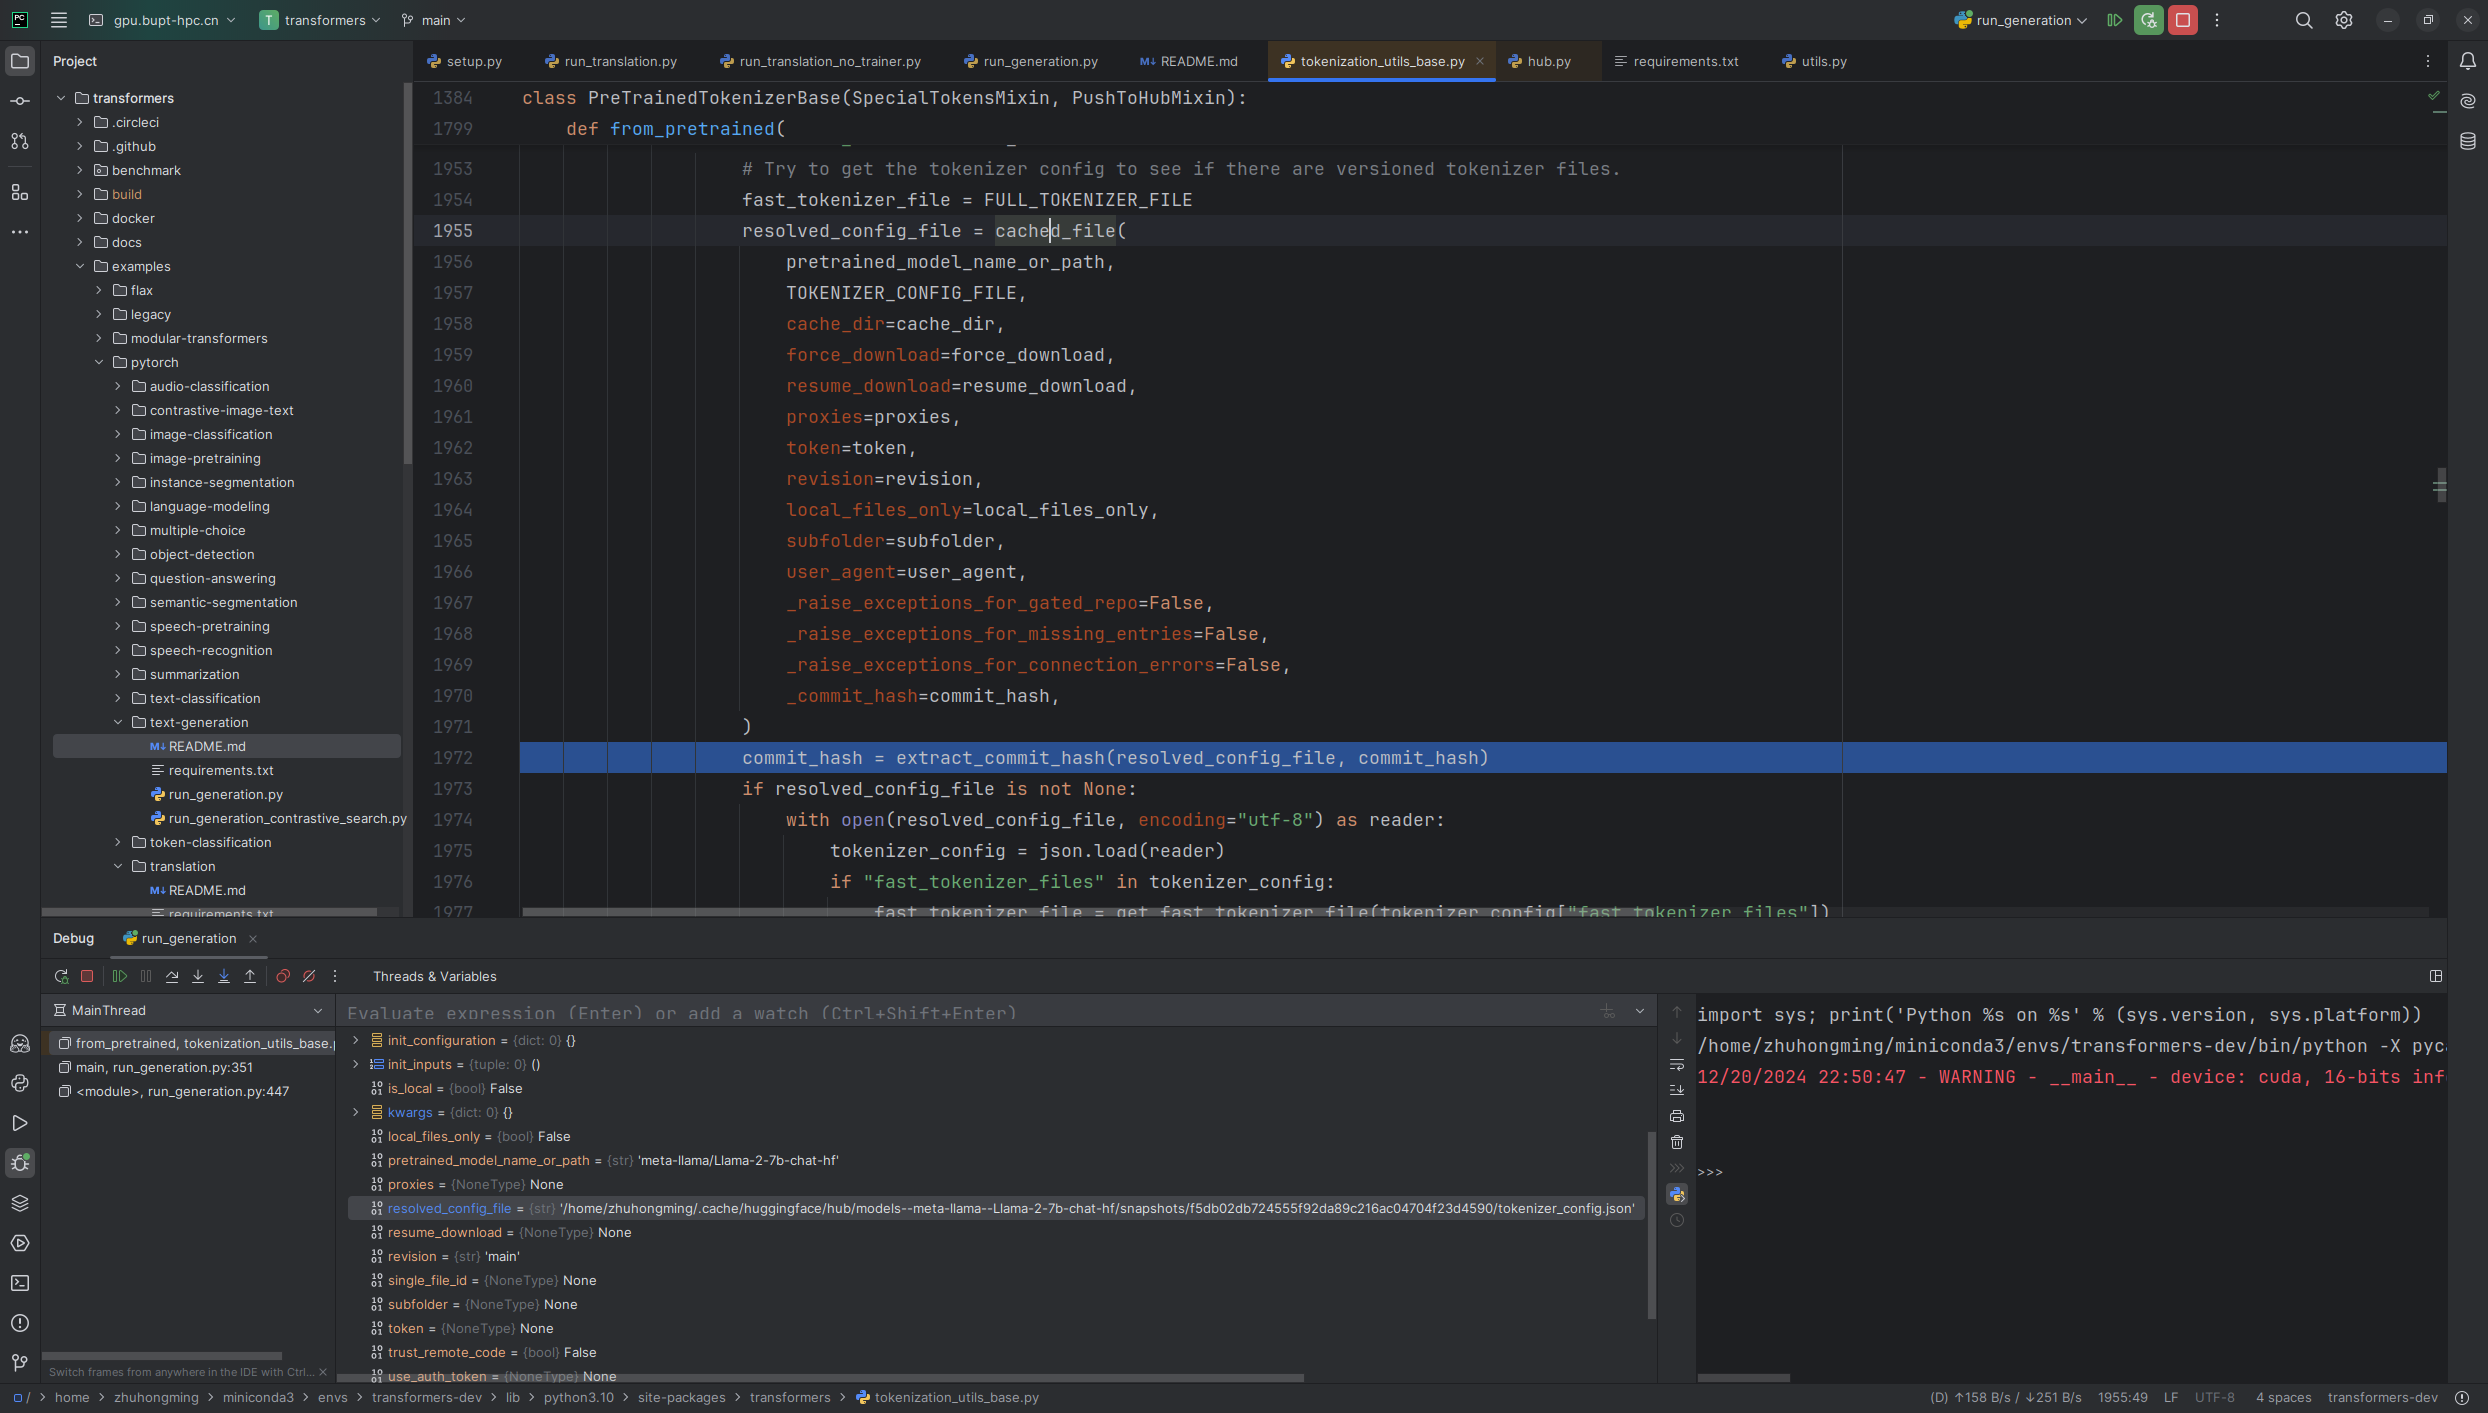 gpu.bupt-hpc.cn
T transformers
main
run_generation
Project
setup.py
run_translation.py
run_translation_no_trainer.py
run_generation.py
README.md
tokenization_utils_base.py
hub.py
requirements.txt
utils.py
transformers
.circleci
.github
benchmark
build
docker
docs
examples
flax
legacy
modular-transformers
pytorch
audio-classification
contrastive-image-text
image-classification
image-pretraining
instance-segmentation
language-modeling
multiple-choice
object-detection
question-answering
semantic-segmentation
speech-pretraining
speech-recognition
summarization
text-classification
text-generation
README.md
requirements.txt
run_generation.py
run_generation_contrastive_search.py
token-classification
translation
README.md
requirements.txt
1384 class PreTrainedTokenizerBase(SpecialTokensMixin, PushToHubMixin):
1799 def from_pretrained(
1953 # Try to get the tokenizer config to see if there are versioned tokenizer files.
1954 fast_tokenizer_file = FULL_TOKENIZER_FILE
1955 resolved_config_file = cached_file(
1956 pretrained_model_name_or_path,
1957 TOKENIZER_CONFIG_FILE,
1958 cache_dir=cache_dir,
1959 force_download=force_download,
1960 resume_download=resume_download,
1961 proxies=proxies,
1962 token=token,
1963 revision=revision,
1964 local_files_only=local_files_only,
1965 subfolder=subfolder,
1966 user_agent=user_agent,
1967 _raise_exceptions_for_gated_repo=False,
1968 _raise_exceptions_for_missing_entries=False,
1969 _raise_exceptions_for_connection_errors=False,
1970 _commit_hash=commit_hash,
1971 )
1972 commit_hash = extract_commit_hash(resolved_config_file, commit_hash)
1973 if resolved_config_file is not None:
1974 with open(resolved_config_file, encoding="utf-8") as reader:
1975 tokenizer_config = json.load(reader)
1976 if "fast_tokenizer_files" in tokenizer_config:
1977 fast_tokenizer_file = get_fast_tokenizer_file(tokenizer_config["fast_tokenizer_files"])
Debug
run_generation
Threads & Variables
MainThread
from_pretrained, tokenization_utils_base.p
main, run_generation.py:351
<module>, run_generation.py:447
Switch frames from anywhere in the IDE with Ctrl...
Evaluate expression (Enter) or add a watch (Ctrl+Shift+Enter)
init_configuration = {dict: 0} {}
init_inputs = {tuple: 0} ()
is_local = {bool} False
kwargs = {dict: 0} {}
local_files_only = {bool} False
pretrained_model_name_or_path = {str} 'meta-llama/Llama-2-7b-chat-hf'
proxies = {NoneType} None
resolved_config_file = {str} '/home/zhuhongming/.cache/huggingface/hub/models--meta-llama--Llama-2-7b-chat-hf/snapshots/f5db02db724555f92da89c216ac04704f23d4590/tokenizer_config.json'
resume_download = {NoneType} None
revision = {str} 'main'
single_file_id = {NoneType} None
subfolder = {NoneType} None
token = {NoneType} None
trust_remote_code = {bool} False
use_auth_token = {NoneType} None
import sys; print('Python %s on %s' % (sys.version, sys.platform))
/home/zhuhongming/miniconda3/envs/transformers-dev/bin/python -X pyc
12/20/2024 22:50:47 - WARNING - __main__ - device: cuda, 16-bits inf
>>>
/ > home > zhuhongming > miniconda3 > envs > transformers-dev > lib > python3.10 > site-packages > transformers > tokenization_utils_base.py
(D) ↑158 B/s / ↓251 B/s 1955:49 LF UTF-8 4 spaces transformers-dev